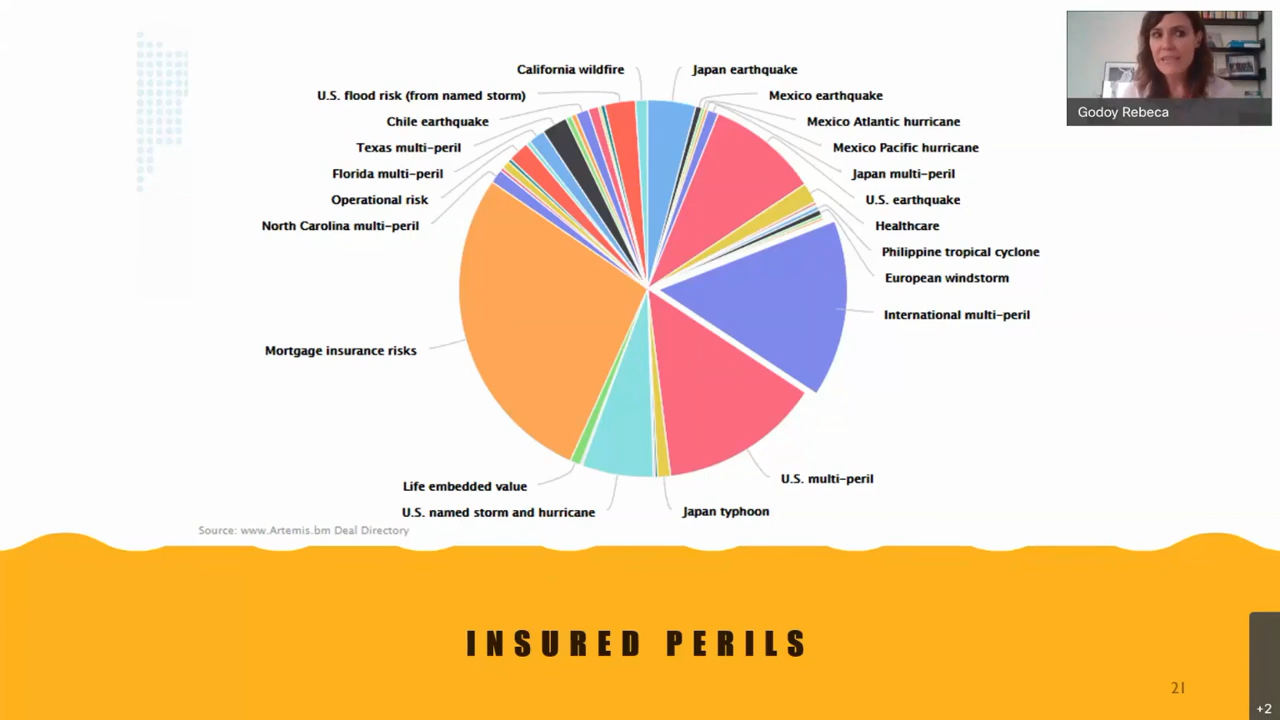 Godoy Rebeca
California wildfire
Japan earthquake
U.S. flood risk (from named storm)
Mexico earthquake
Chile earthquake
Mexico Atlantic hurricane
Texas multi-peril
Mexico Pacific hurricane
Florida multi-peril
Japan multi-peril
Operational risk
U.S. earthquake
North Carolina multi-peril
Healthcare
Philippine tropical cyclone
European windstorm
International multi-peril
Mortgage insurance risks
U.S. multi-peril
Life embedded value
U.S. named storm and hurricane
Japan typhoon
Source: www.Artemis.bm Deal Directory
INSURED PERILS
21
+2